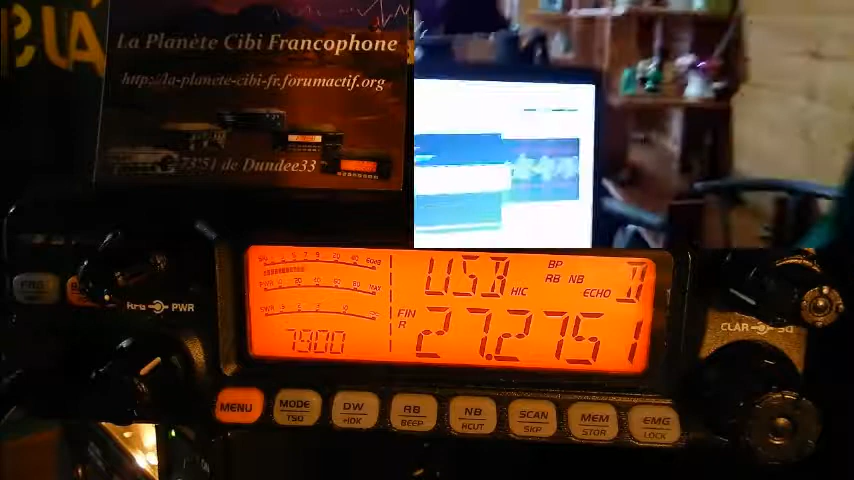 La Planète Cibi Francophone
http://la-planete-cibi-fr.forumactif.org
73'51 de Dundee33
USB
HIC
BP
RB NB
ECHO
D
FIN
R
27.2751
7900
PWR
CLAR
MENU
MODE
TSQ
DW
HDK
RB
BEEP
NB
RCUT
SCAN
SKP
MEM
STOR
EMG
LOCK